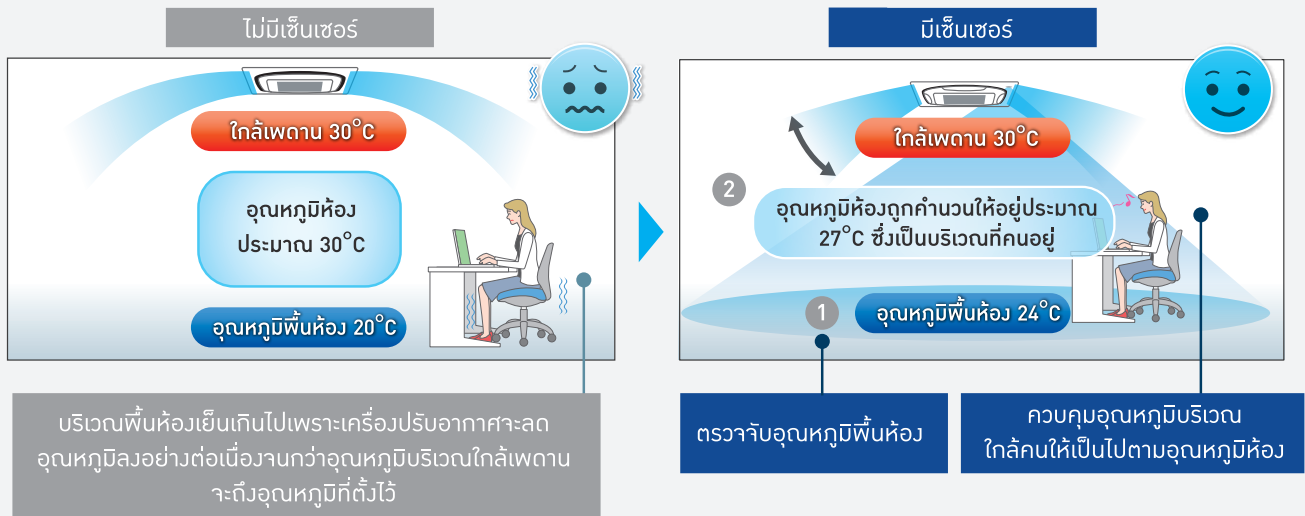 ไม่มีเซ็นเซอร์
ใกล้เพดาน 30°C
อุณหภูมิห้อง
ประมาณ 30°C
อุณหภูมิพื้นห้อง 20°C
บริเวณพื้นห้องเย็นเกินไปเพราะเครื่องปรับอากาศจะลด
อุณหภูมิลงอย่างต่อเนื่องจนกว่าอุณหภูมิบริเวณใกล้เพดาน
จะถึงอุณหภูมิที่ตั้งไว้
มีเซ็นเซอร์
ใกล้เพดาน 30°C
2
อุณหภูมิห้องถูกคำนวนให้อยู่ประมาณ
27°C ซึ่งเป็นบริเวณที่คนอยู่
1
อุณหภูมิพื้นห้อง 24°C
ตรวจจับอุณหภูมิพื้นห้อง
ควบคุมอุณหภูมิบริเวณ
ใกล้คนให้เป็นไปตามอุณหภูมิห้อง